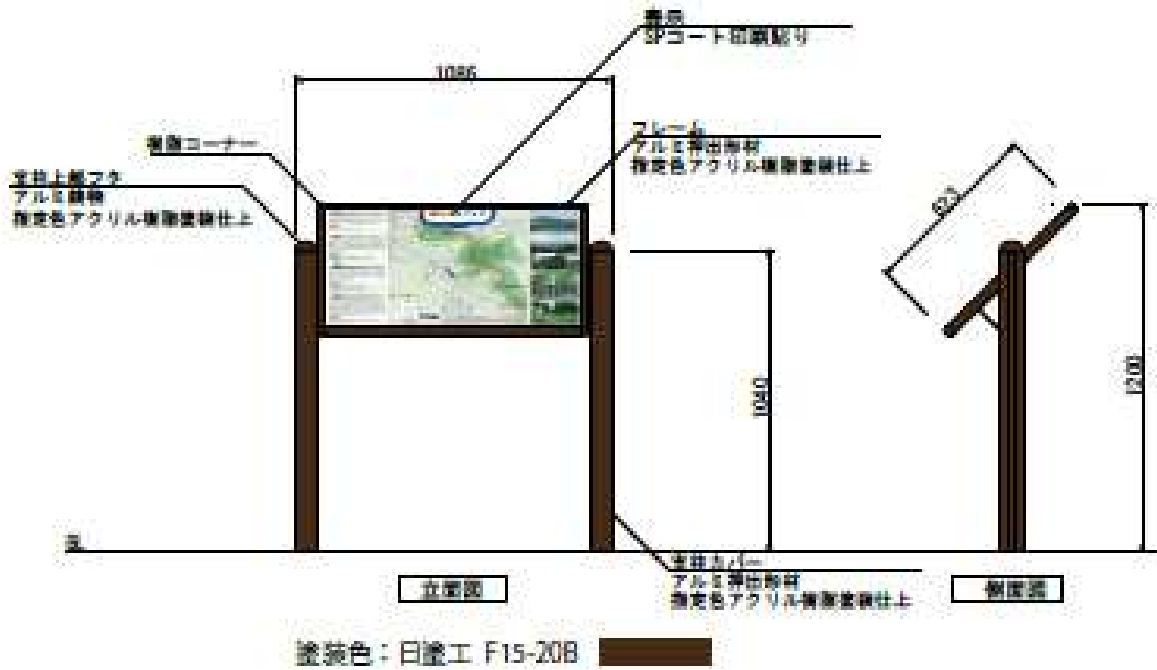 表示
SPコート印刷貼り
1086
樹脂コーナー
フレーム
アルミ押出形材
指定色アクリル樹脂塗装仕上
支柱上部フタ
アルミ鋳物
指定色アクリル樹脂塗装仕上
1040
1200
GL
支柱カバー
アルミ押出形材
指定色アクリル樹脂塗装仕上
立面図
側面図
塗装色：日塗工 F15-20B